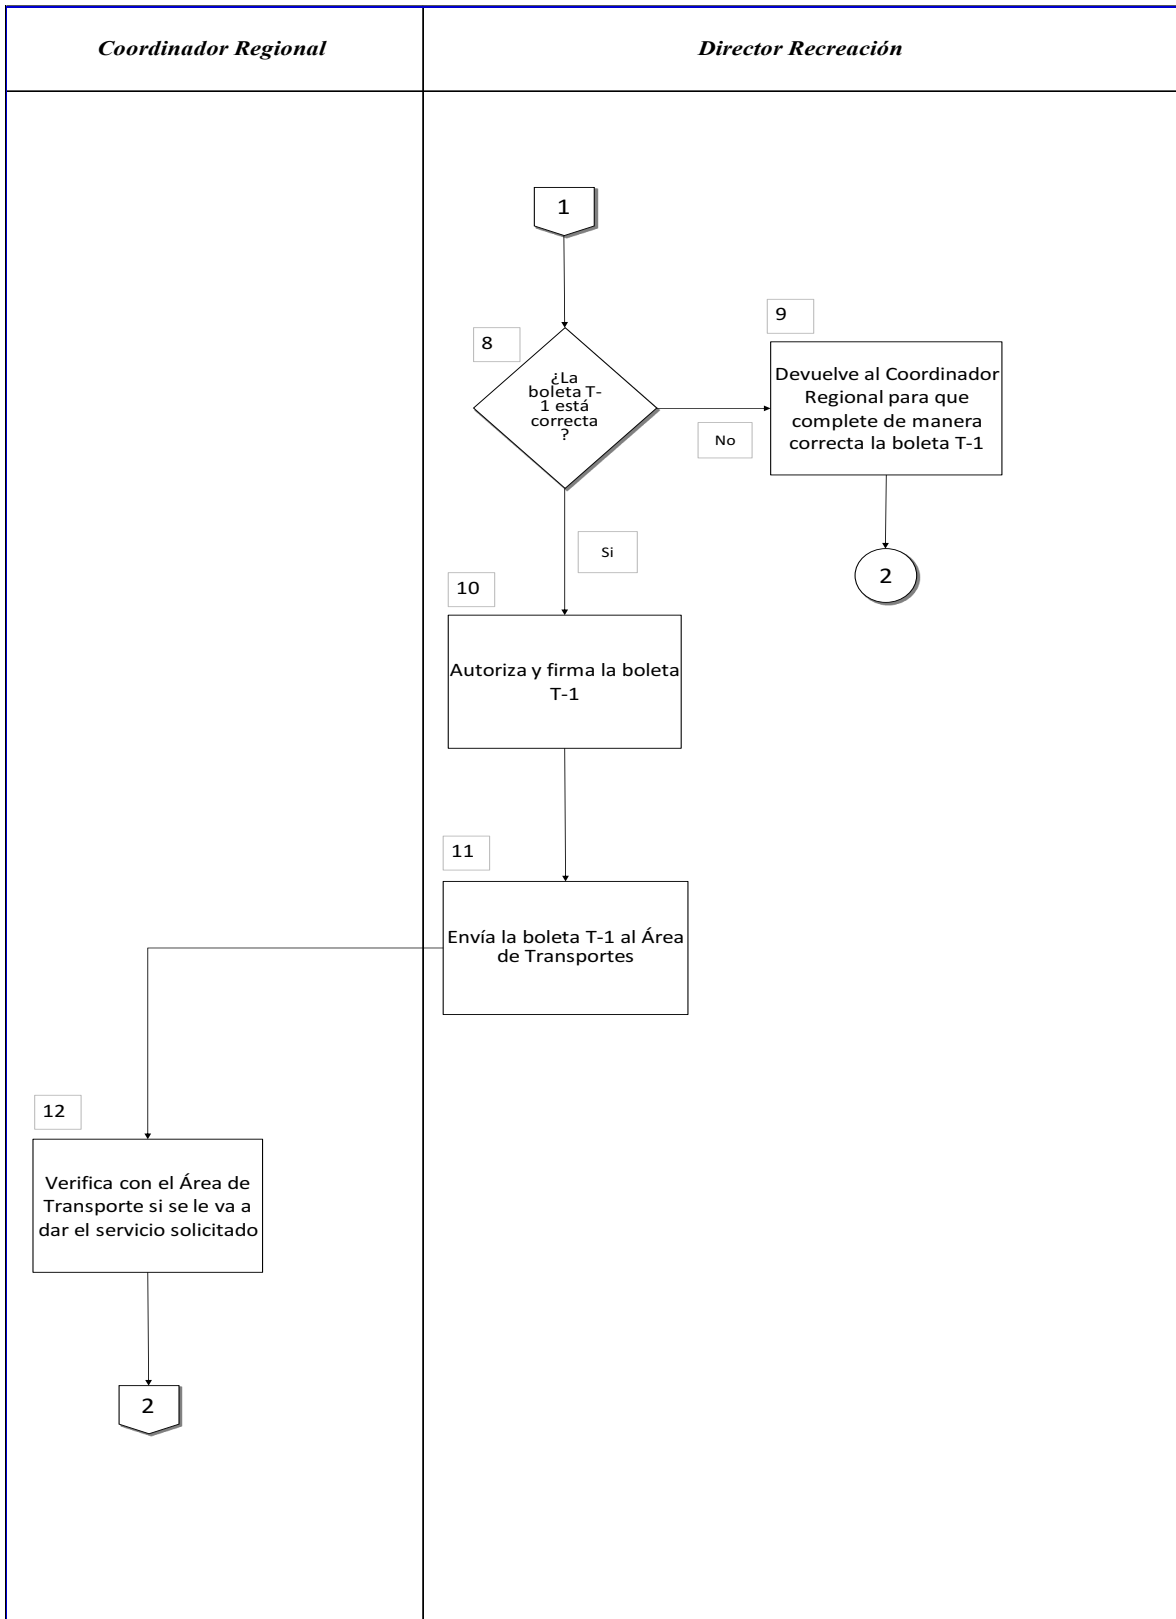 Coordinador Regional
Director Recreación
1
8
¿La
boleta T-
1 está
correcta
?
No
9
Devuelve al Coordinador
Regional para que
complete de manera
correcta la boleta T-1
2
Si
10
Autoriza y firma la boleta
T-1
11
Envía la boleta T-1 al Área
de Transportes
12
Verifica con el Área de
Transporte si se le va a
dar el servicio solicitado
2